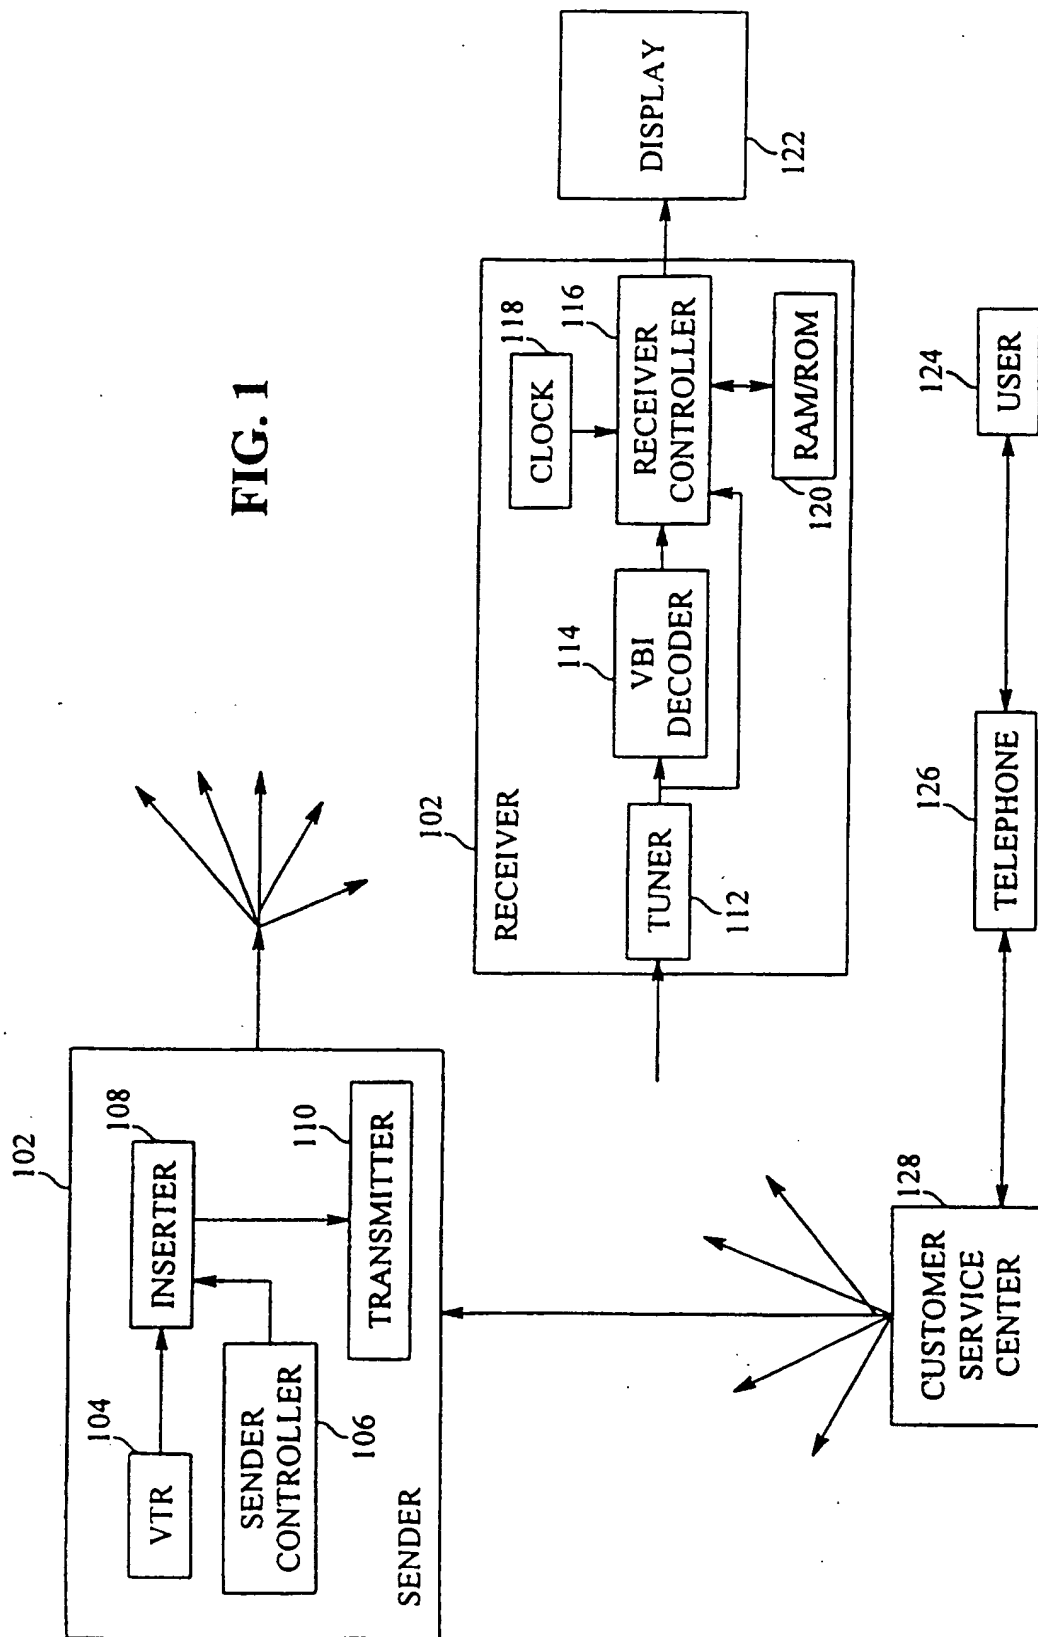 FIG. 1
102
104
VTR
108
INSERTER
SENDER
CONTROLLER
106
110
TRANSMITTER
SENDER
102
RECEIVER
TUNER
112
114
VBI
DECODER
118
CLOCK
116
RECEIVER
CONTROLLER
RAM/ROM
120
DISPLAY
122
128
CUSTOMER
SERVICE
CENTER
126
TELEPHONE
124
USER